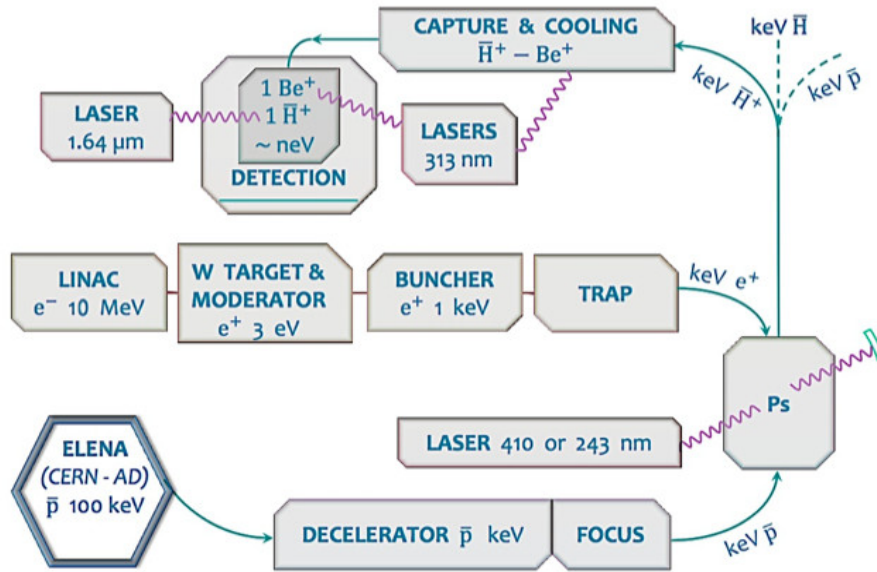 CAPTURE & COOLING
H̅⁺ – Be⁺
keV H̅
keV H̅⁺
keV p̅
1 Be⁺
1 H̅⁺
~ neV
DETECTION
LASER
1.64 µm
LASERS
313 nm
LINAC
e⁻ 10 MeV
W TARGET &
MODERATOR
e⁺ 3 eV
BUNCHER
e⁺ 1 keV
TRAP
keV e⁺
Ps
LASER 410 or 243 nm
ELENA
(CERN - AD)
p̅ 100 keV
DECELERATOR p̅ keV
FOCUS
keV p̅